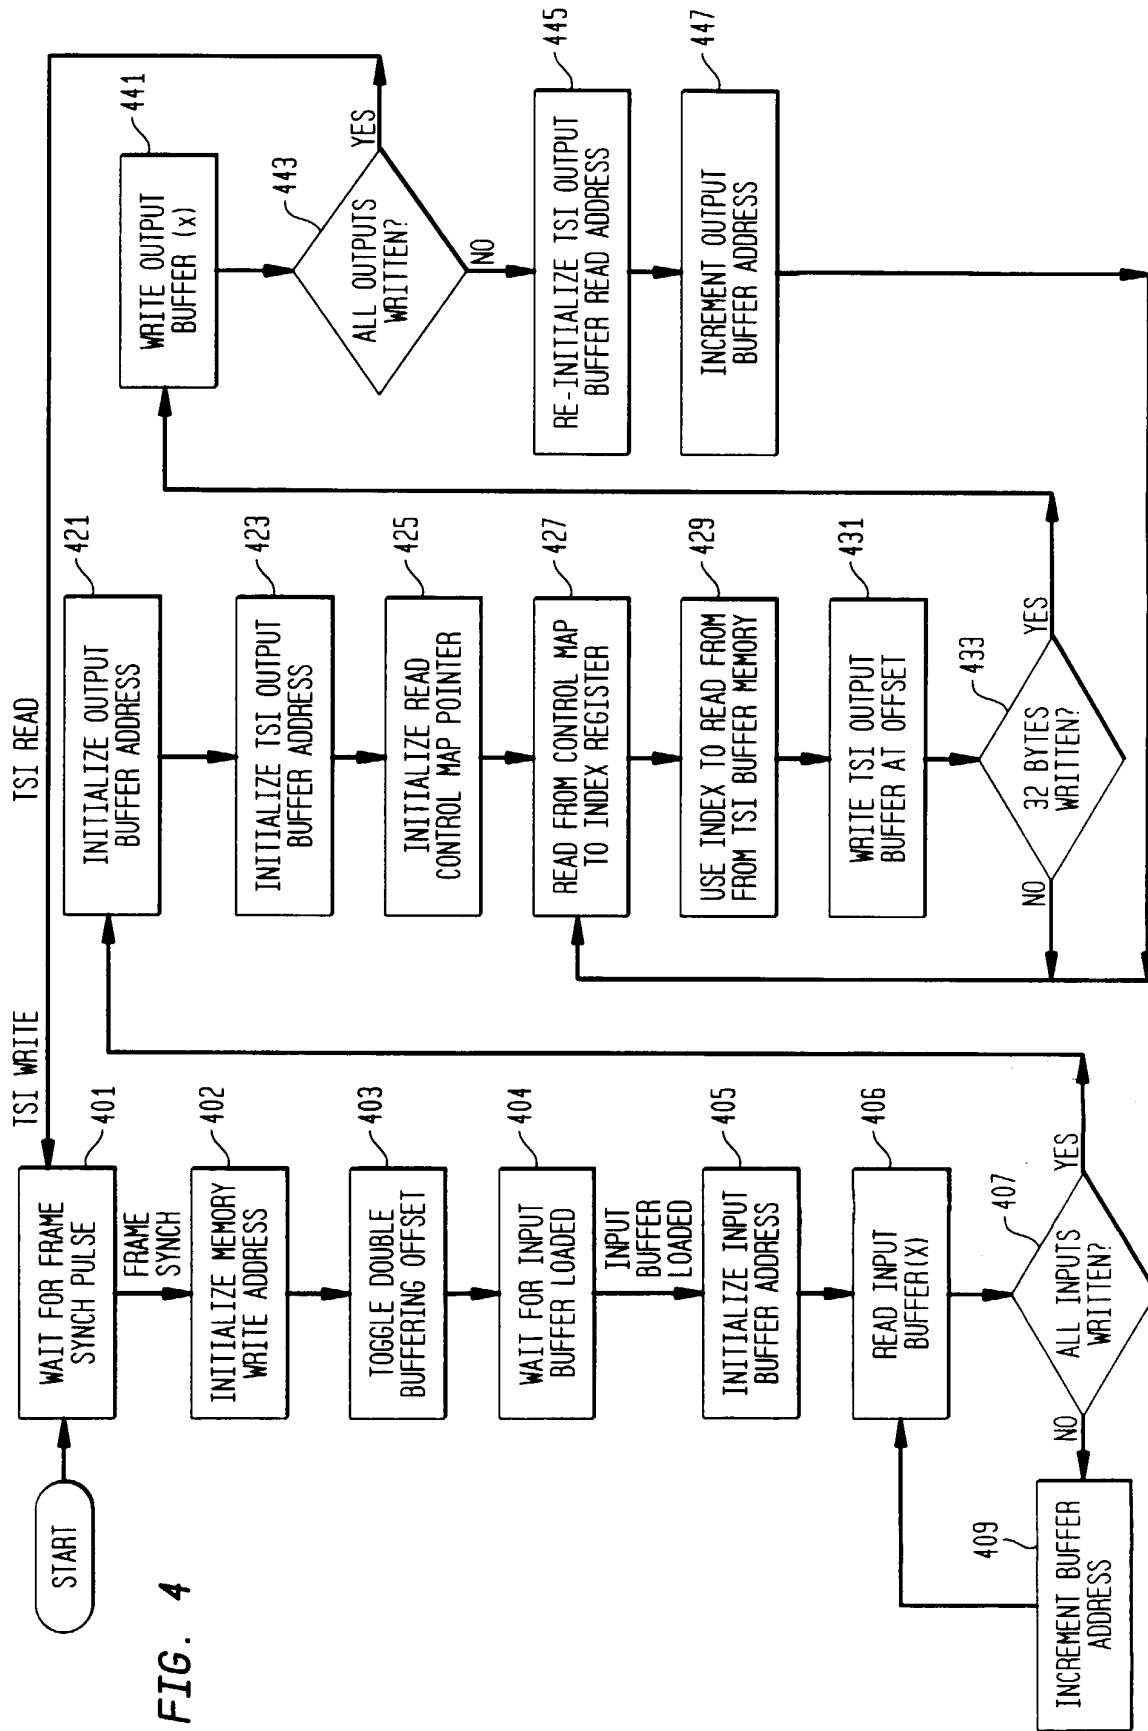 FIG. 4
TSI WRITE
TSI READ
START
WAIT FOR FRAME
SYNCH PULSE
401
FRAME
SYNCH
INITIALIZE MEMORY
WRITE ADDRESS
402
TOGGLE DOUBLE
BUFFERING OFFSET
403
WAIT FOR INPUT
BUFFER LOADED
404
INPUT
BUFFER
LOADED
INITIALIZE INPUT
BUFFER ADDRESS
405
READ INPUT
BUFFER(X)
406
ALL INPUTS
WRITTEN?
407
NO
YES
INCREMENT BUFFER
ADDRESS
409
INITIALIZE OUTPUT
BUFFER ADDRESS
421
INITIALIZE TSI OUTPUT
BUFFER ADDRESS
423
INITIALIZE READ
CONTROL MAP POINTER
425
READ FROM CONTROL MAP
TO INDEX REGISTER
427
USE INDEX TO READ FROM
FROM TSI BUFFER MEMORY
429
WRITE TSI OUTPUT
BUFFER AT OFFSET
431
32 BYTES
WRITTEN?
433
NO
YES
WRITE OUTPUT
BUFFER (X)
441
ALL OUTPUTS
WRITTEN?
443
YES
NO
RE-INITIALIZE TSI OUTPUT
BUFFER READ ADDRESS
445
INCREMENT OUTPUT
BUFFER ADDRESS
447